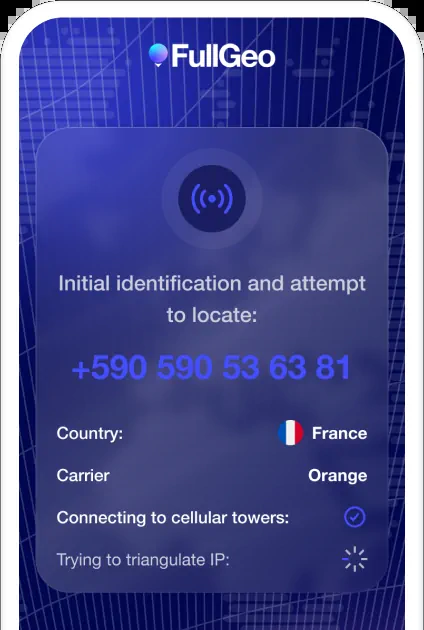 FullGeo
Initial identification and attempt
to locate:
+590 590 53 63 81
Country: France
Carrier Orange
Connecting to cellular towers:
Trying to triangulate IP: